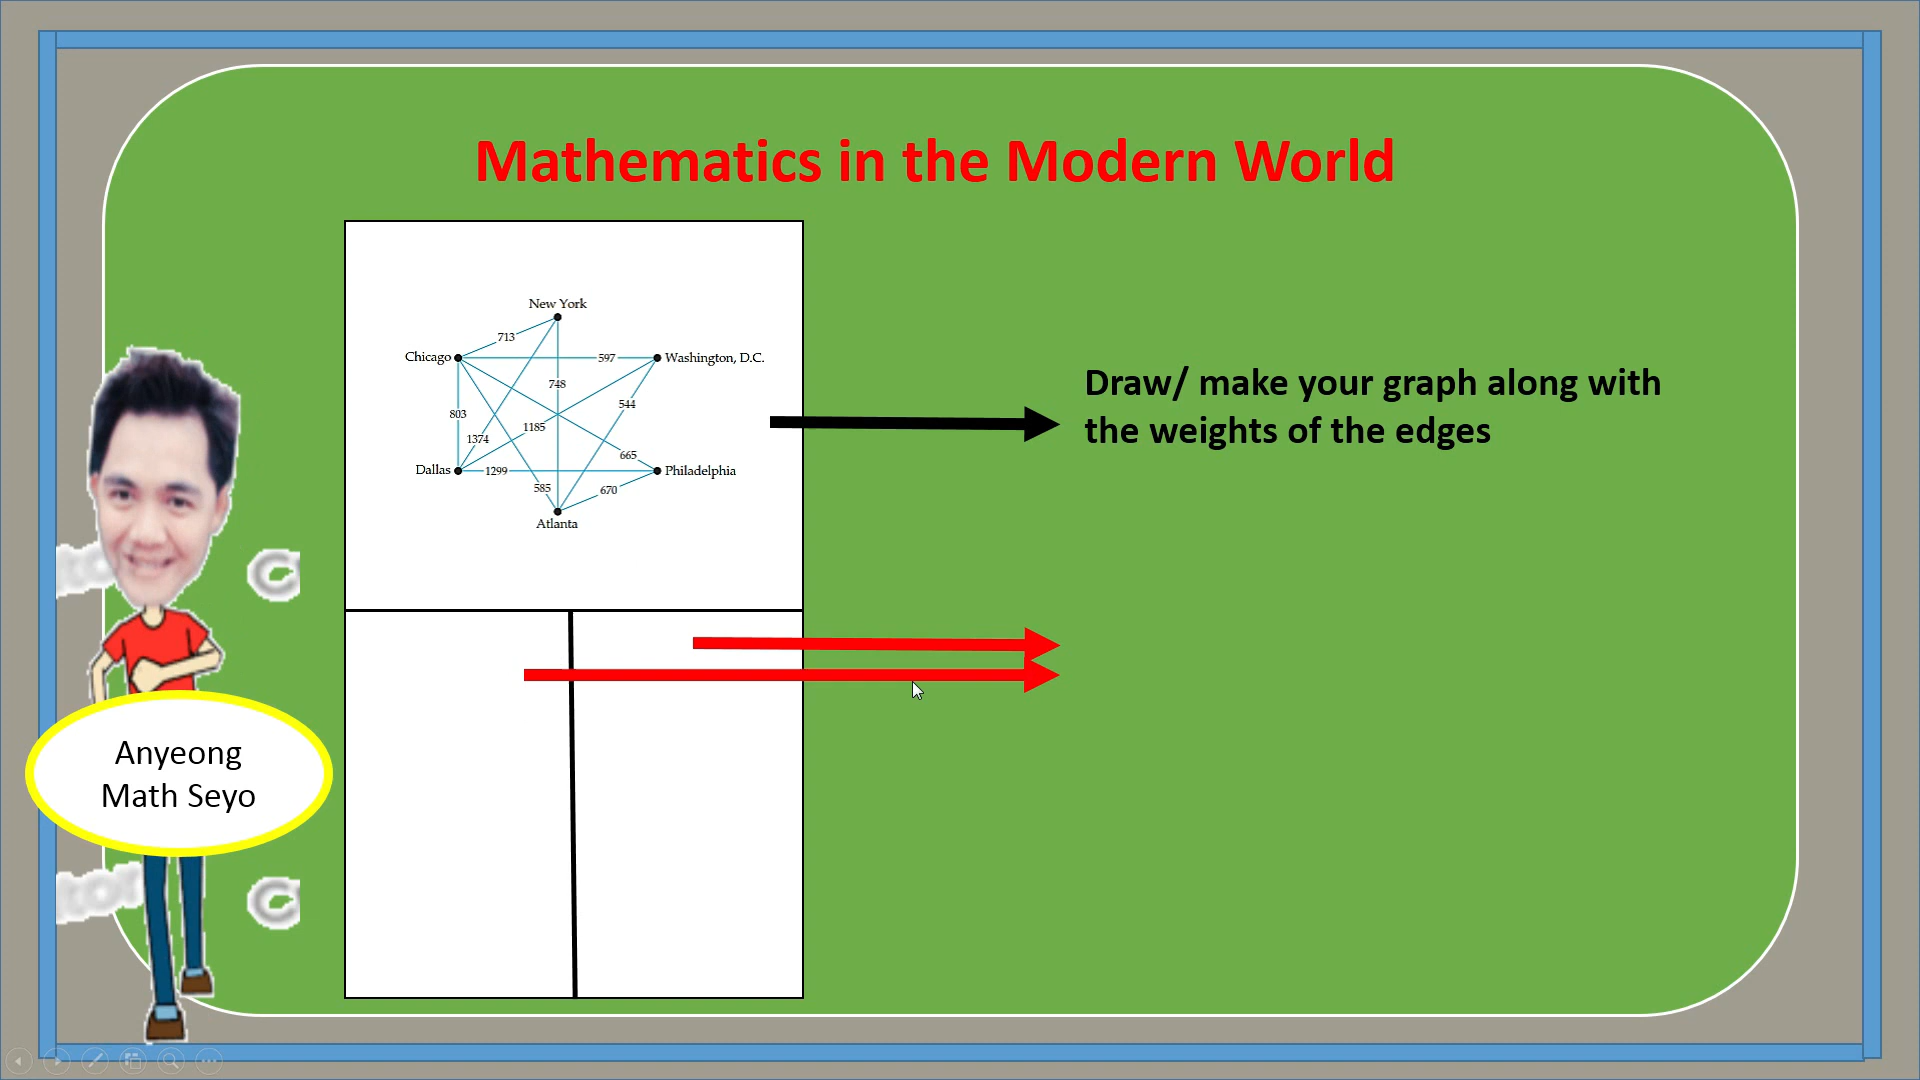 Mathematics in the Modern World
New York
713
Chicago
597
Washington, D.C.
748
544
803
1185
1374
665
Dallas
1299
Philadelphia
585
670
Atlanta
Draw/ make your graph along with
the weights of the edges
Anyeong
Math Seyo